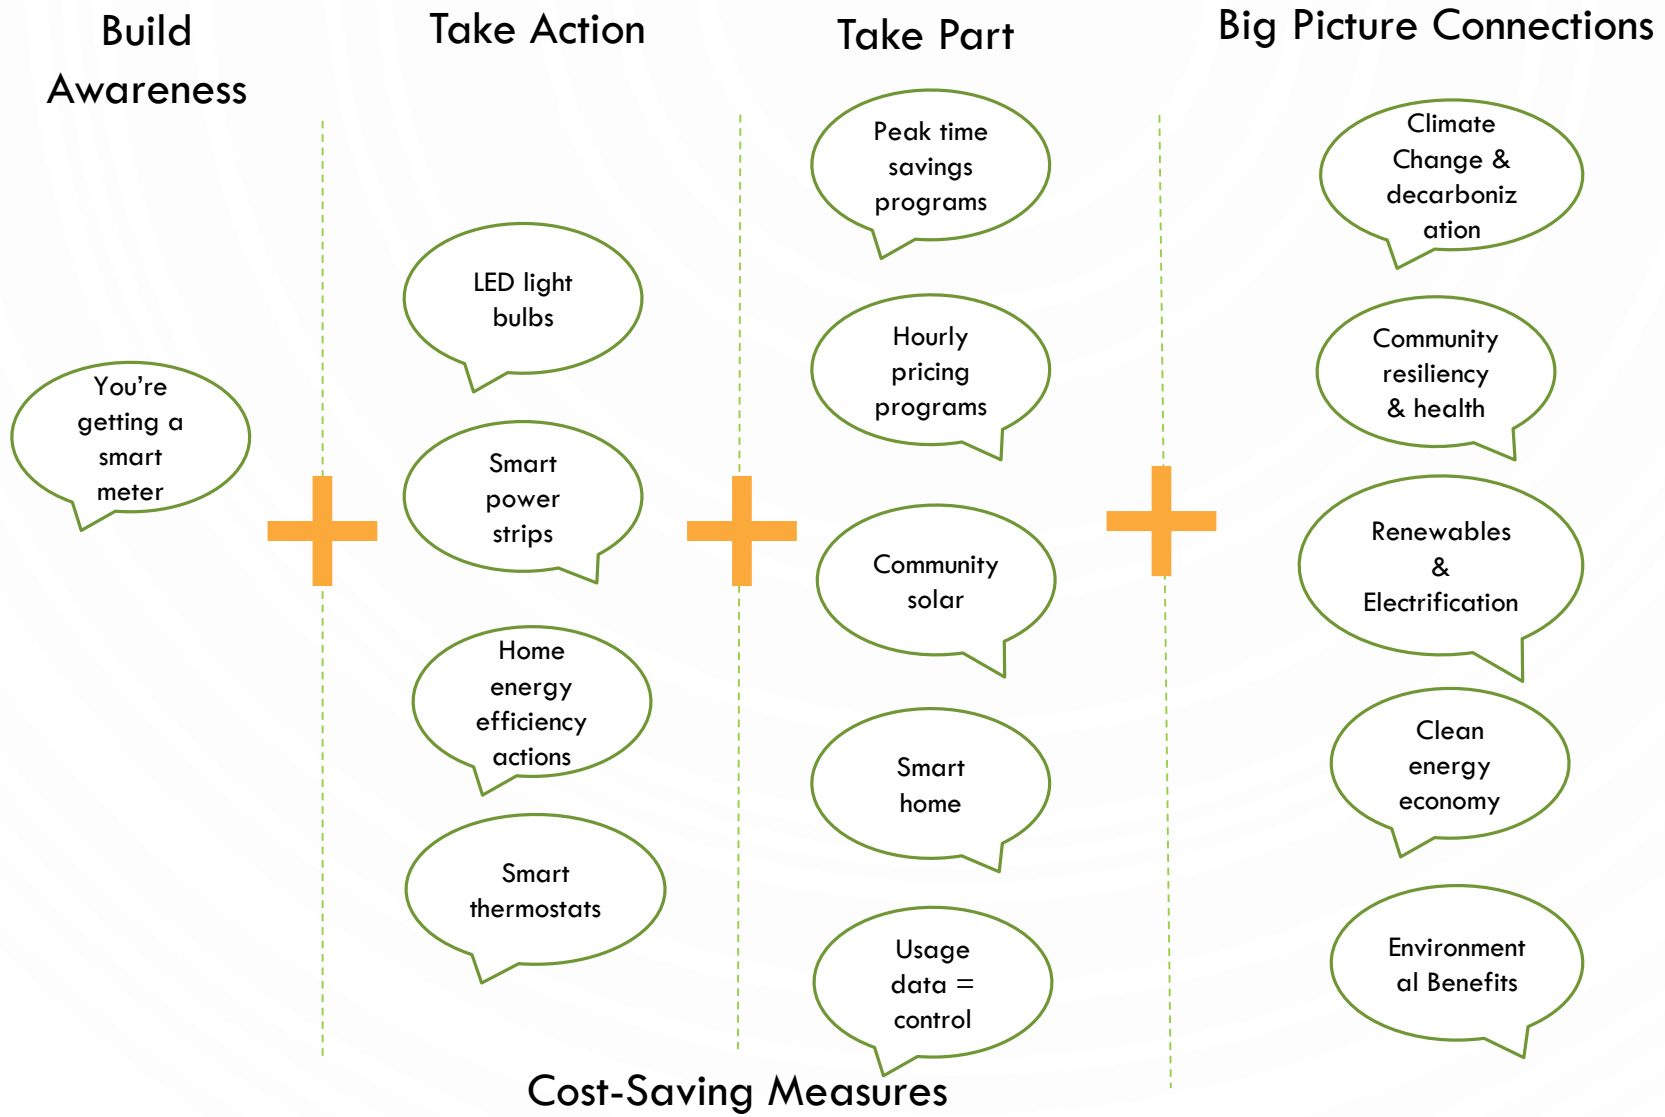 Build
Awareness
You're
getting a
smart
meter
Take Action
LED light
bulbs
Smart
power
strips
Home
energy
efficiency
actions
Smart
thermostats
Take Part
Peak time
savings
programs
Hourly
pricing
programs
Community
solar
Smart
home
Usage
data =
control
Big Picture Connections
Climate
Change &
decarboniz
ation
Community
resiliency
& health
Renewables
&
Electrification
Clean
energy
economy
Environment
al Benefits
Cost-Saving Measures